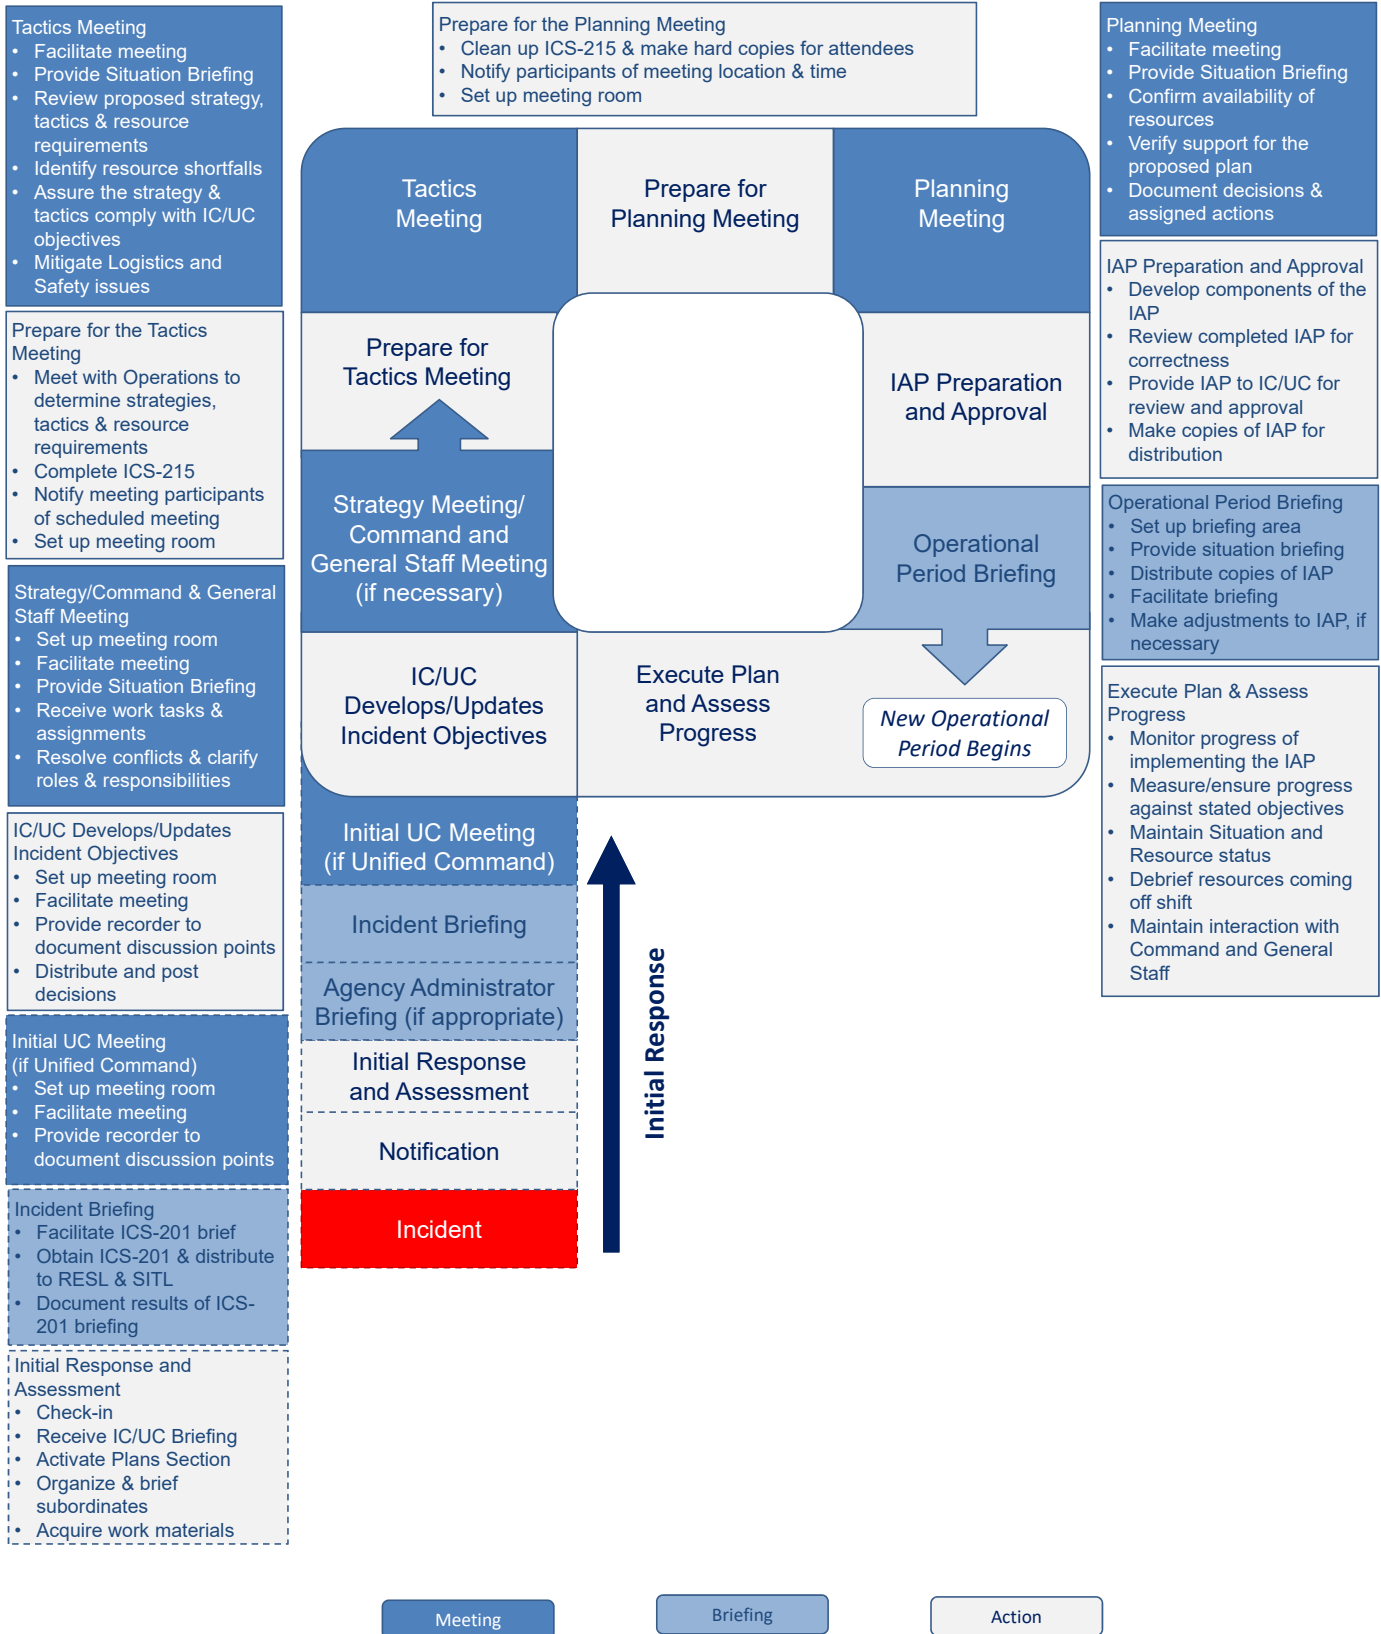 Tactics Meeting
• Facilitate meeting
• Provide Situation Briefing
• Review proposed strategy,
tactics & resource
requirements
• Identify resource shortfalls
• Assure the strategy &
tactics comply with IC/UC
objectives
• Mitigate Logistics and
Safety issues
Prepare for the Tactics
Meeting
• Meet with Operations to
determine strategies,
tactics & resource
requirements
• Complete ICS-215
• Notify meeting participants
of scheduled meeting
• Set up meeting room
Strategy/Command & General
Staff Meeting
• Set up meeting room
• Facilitate meeting
• Provide Situation Briefing
• Receive work tasks &
assignments
• Resolve conflicts & clarify
roles & responsibilities
IC/UC Develops/Updates
Incident Objectives
• Set up meeting room
• Facilitate meeting
• Provide recorder to
document discussion points
• Distribute and post
decisions
Initial UC Meeting
(if Unified Command)
• Set up meeting room
• Facilitate meeting
• Provide recorder to
document discussion points
Incident Briefing
• Facilitate ICS-201 brief
• Obtain ICS-201 & distribute
to RESL & SITL
• Document results of ICS-
201 briefing
Initial Response and
Assessment
• Check-in
• Receive IC/UC Briefing
• Activate Plans Section
• Organize & brief
subordinates
• Acquire work materials
Prepare for the Planning Meeting
• Clean up ICS-215 & make hard copies for attendees
• Notify participants of meeting location & time
• Set up meeting room
Tactics
Meeting
Prepare for
Planning Meeting
Planning
Meeting
Prepare for
Tactics Meeting
IAP Preparation
and Approval
Strategy Meeting/
Command and
General Staff Meeting
(if necessary)
Operational
Period Briefing
IC/UC
Develops/Updates
Incident Objectives
Execute Plan
and Assess
Progress
New Operational
Period Begins
Initial UC Meeting
(if Unified Command)
Incident Briefing
Agency Administrator
Briefing (if appropriate)
Initial Response
and Assessment
Notification
Incident
Initial Response
Planning Meeting
• Facilitate meeting
• Provide Situation Briefing
• Confirm availability of
resources
• Verify support for the
proposed plan
• Document decisions &
assigned actions
IAP Preparation and Approval
• Develop components of the
IAP
• Review completed IAP for
correctness
• Provide IAP to IC/UC for
review and approval
• Make copies of IAP for
distribution
Operational Period Briefing
• Set up briefing area
• Provide situation briefing
• Distribute copies of IAP
• Facilitate briefing
• Make adjustments to IAP, if
necessary
Execute Plan & Assess
Progress
• Monitor progress of
implementing the IAP
• Measure/ensure progress
against stated objectives
• Maintain Situation and
Resource status
• Debrief resources coming
off shift
• Maintain interaction with
Command and General
Staff
Meeting
Briefing
Action